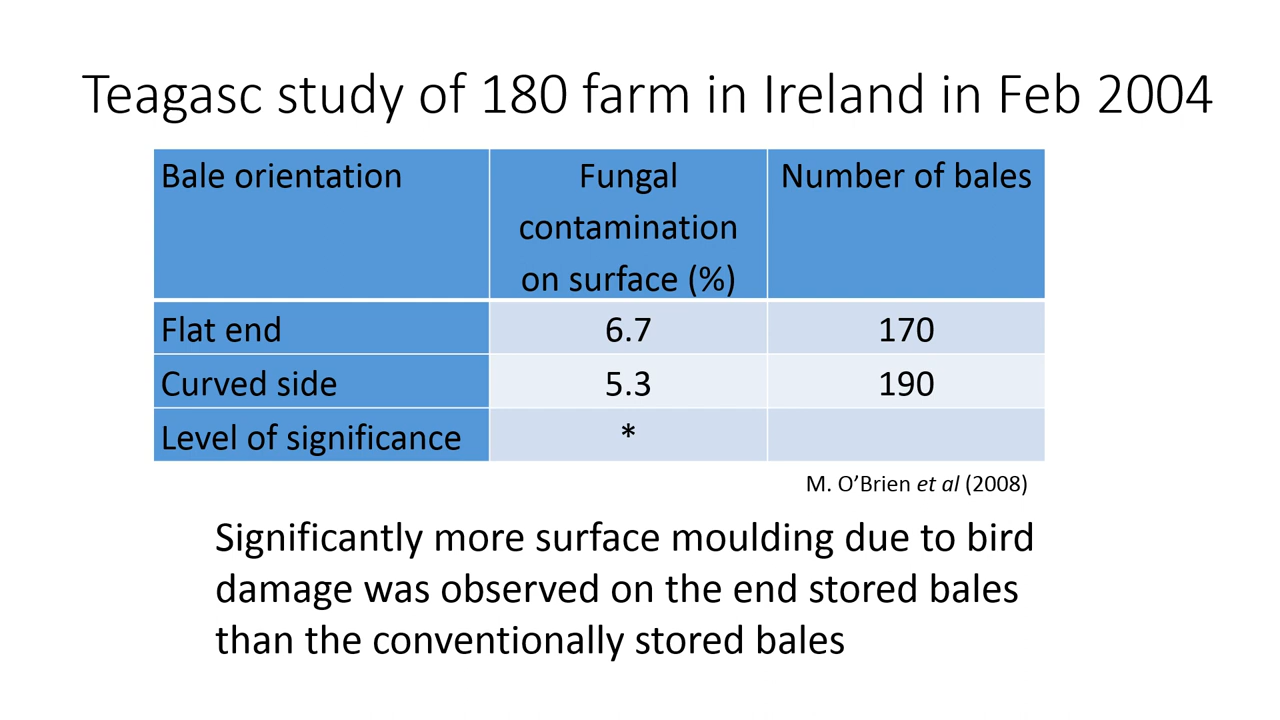 Teagasc study of 180 farm in Ireland in Feb 2004
Bale orientation
Fungal contamination on surface (%)
Number of bales
Flat end 6.7 170
Curved side 5.3 190
Level of significance *
M. O’Brien et al (2008)
Significantly more surface moulding due to bird
damage was observed on the end stored bales
than the conventionally stored bales